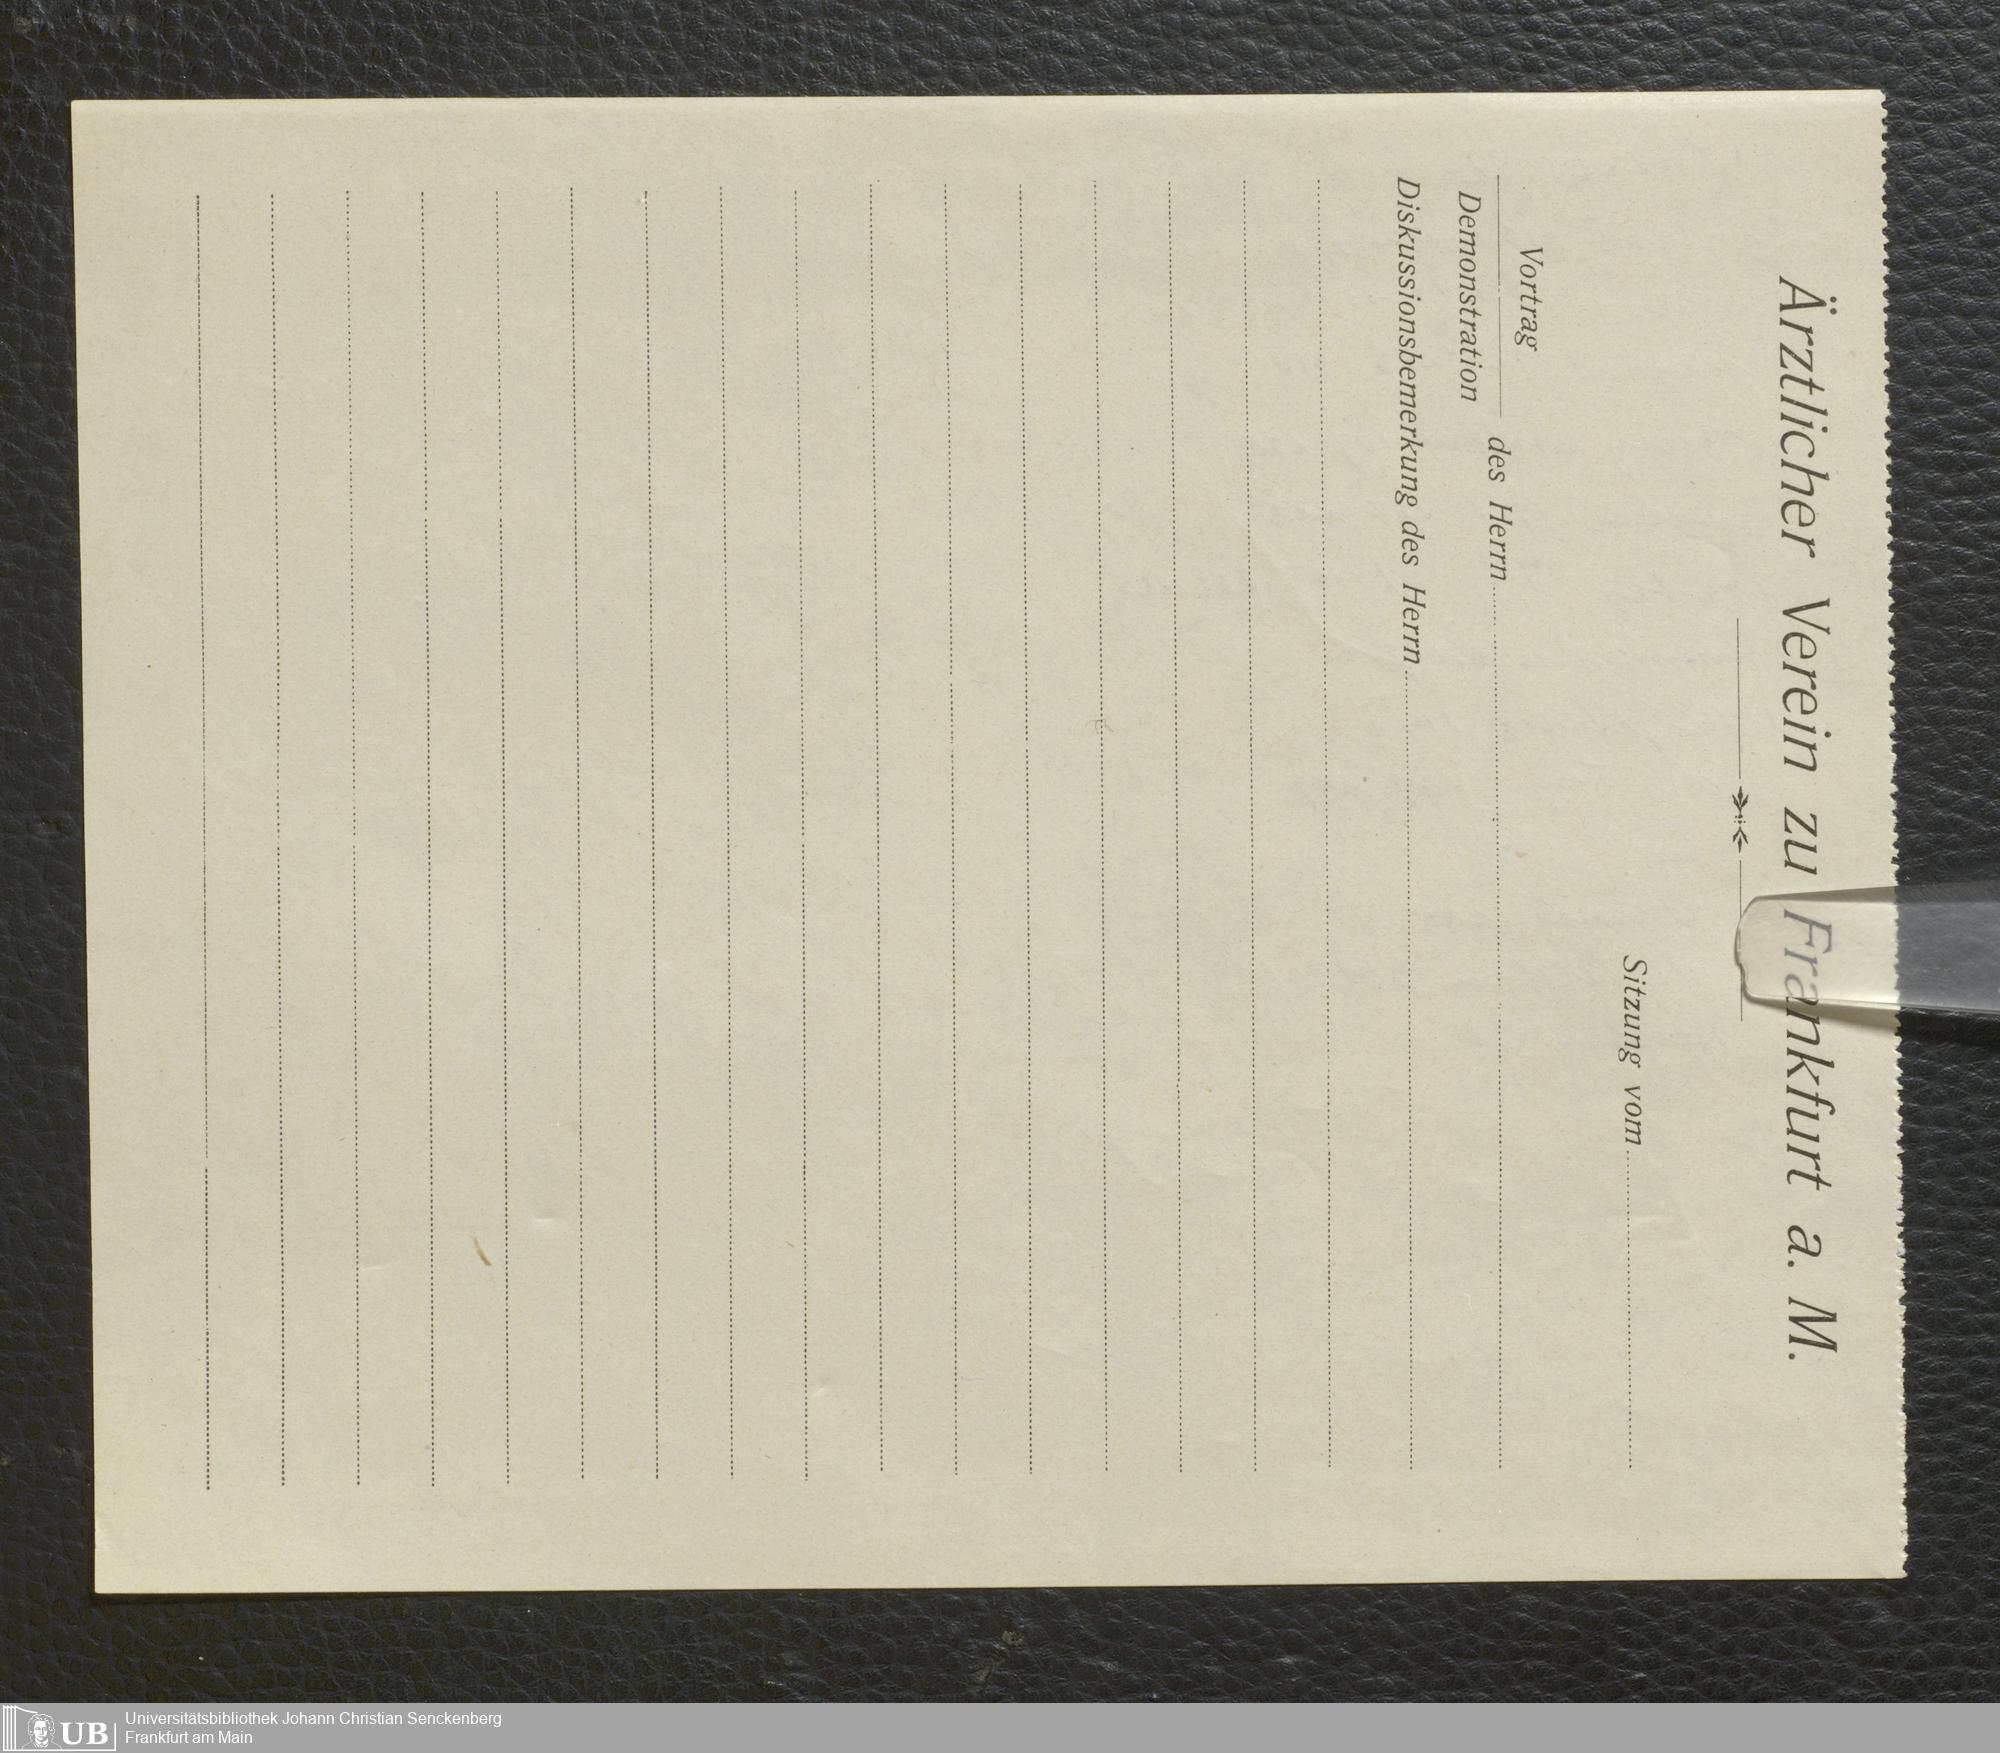 Ärztlicher Verein zu Frankfurt a. M.
Sitzung vom
Vortrag
Demonstration
des Herrn
Diskussionsbemerkung des Herrn
UB
Universitätsbibliothek Johann Christian Senckenberg
Frankfurt am Main